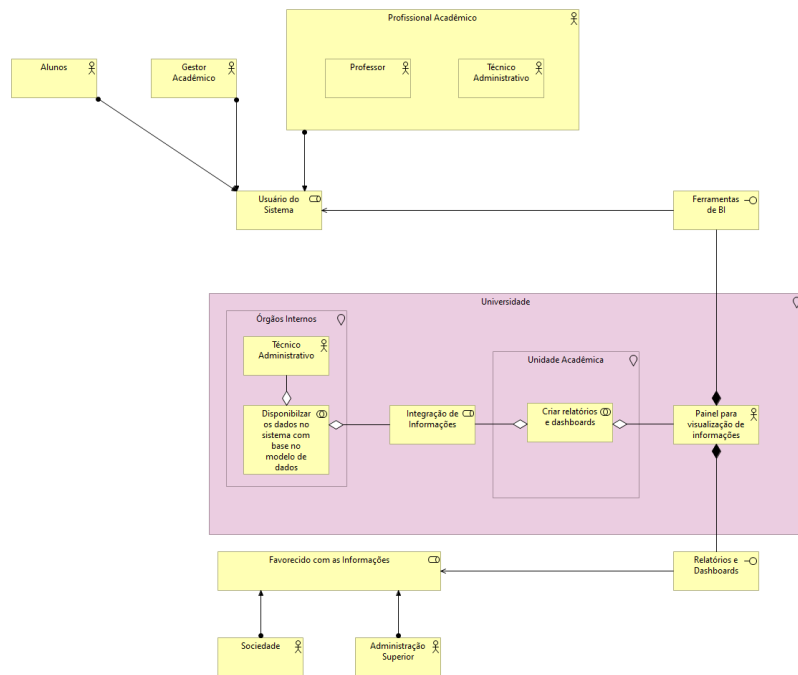 Profissional Acadêmico
Alunos
Gestor
Acadêmico
Professor
Técnico
Administrativo
Usuário do
Sistema
Ferramentas
de BI
Universidade
Órgãos Internos
Técnico
Administrativo
Unidade Acadêmica
Disponibilzar
os dados no
sistema com
base no
modelo de
dados
Integração de
Informações
Criar relatórios
e dashboards
Painel para
visualização de
informações
Favorecido com as Informações
Relatórios e
Dashboards
Sociedade
Administração
Superior